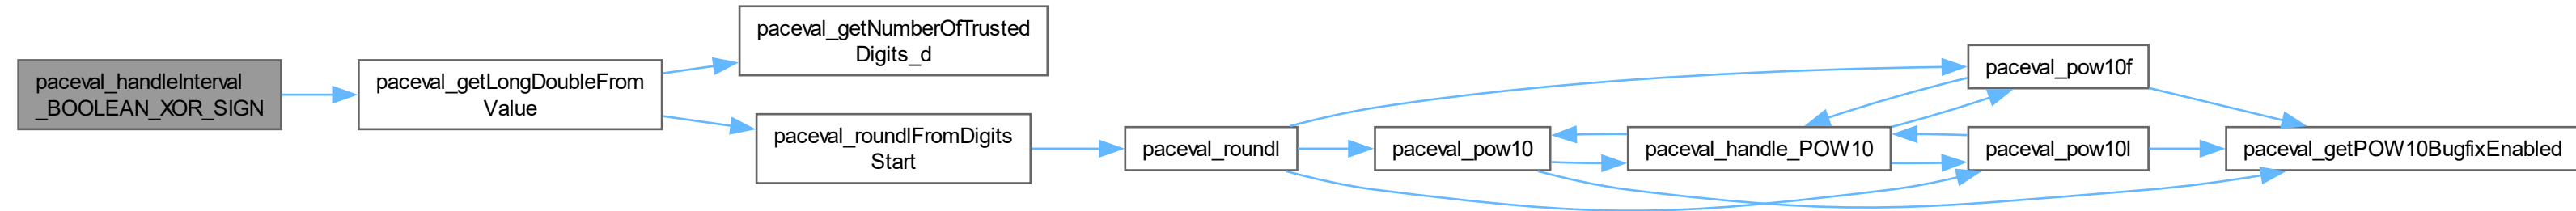 paceval_handleInterval
_BOOLEAN_XOR_SIGN
paceval_getLongDoubleFrom
Value
paceval_getNumberOfTrusted
Digits_d
paceval_roundlFromDigits
Start
paceval_roundl
paceval_pow10
paceval_handle_POW10
paceval_pow10f
paceval_pow10l
paceval_getPOW10BugfixEnabled